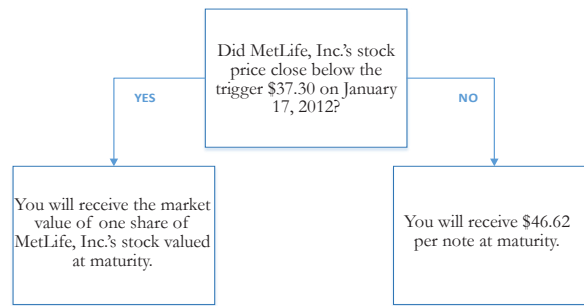 Did MetLife, Inc.'s stock
price close below the
trigger $37.30 on January
17, 2012?
YES
NO
You will receive the market
value of one share of
MetLife, Inc.'s stock valued
at maturity.
You will receive $46.62
per note at maturity.